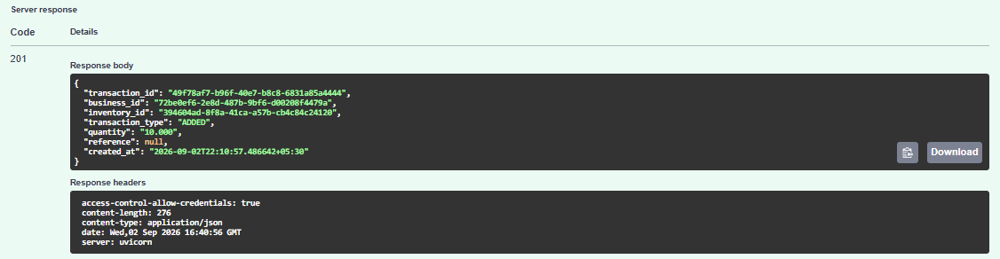 Server response
Code Details
201
Response body
{
  "transaction_id": "49f78af7-b96f-40e7-b8c8-6831a85a4444",
  "business_id": "72be0ef6-2e8d-487b-9bf6-d00208f4479a",
  "inventory_id": "394604ad-8f8a-41ca-a57b-cb4c84c24120",
  "transaction_type": "ADDED",
  "quantity": "10.000",
  "reference": null,
  "created_at": "2026-09-02T22:10:57.486642+05:30"
}
Download
Response headers
access-control-allow-credentials: true
content-length: 276
content-type: application/json
date: Wed,02 Sep 2026 16:40:56 GMT
server: uvicorn